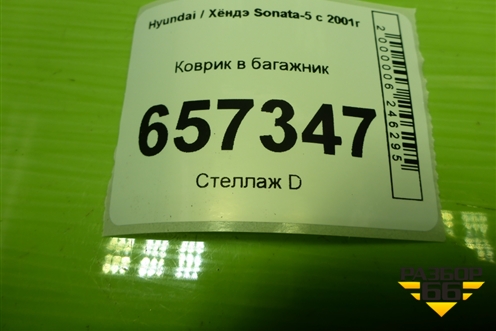 Hyundai / Хёндэ Sonata-5 с 2001г
Коврик в багажник
657347
Стеллаж D
2000006246295
РАЗБОР
66